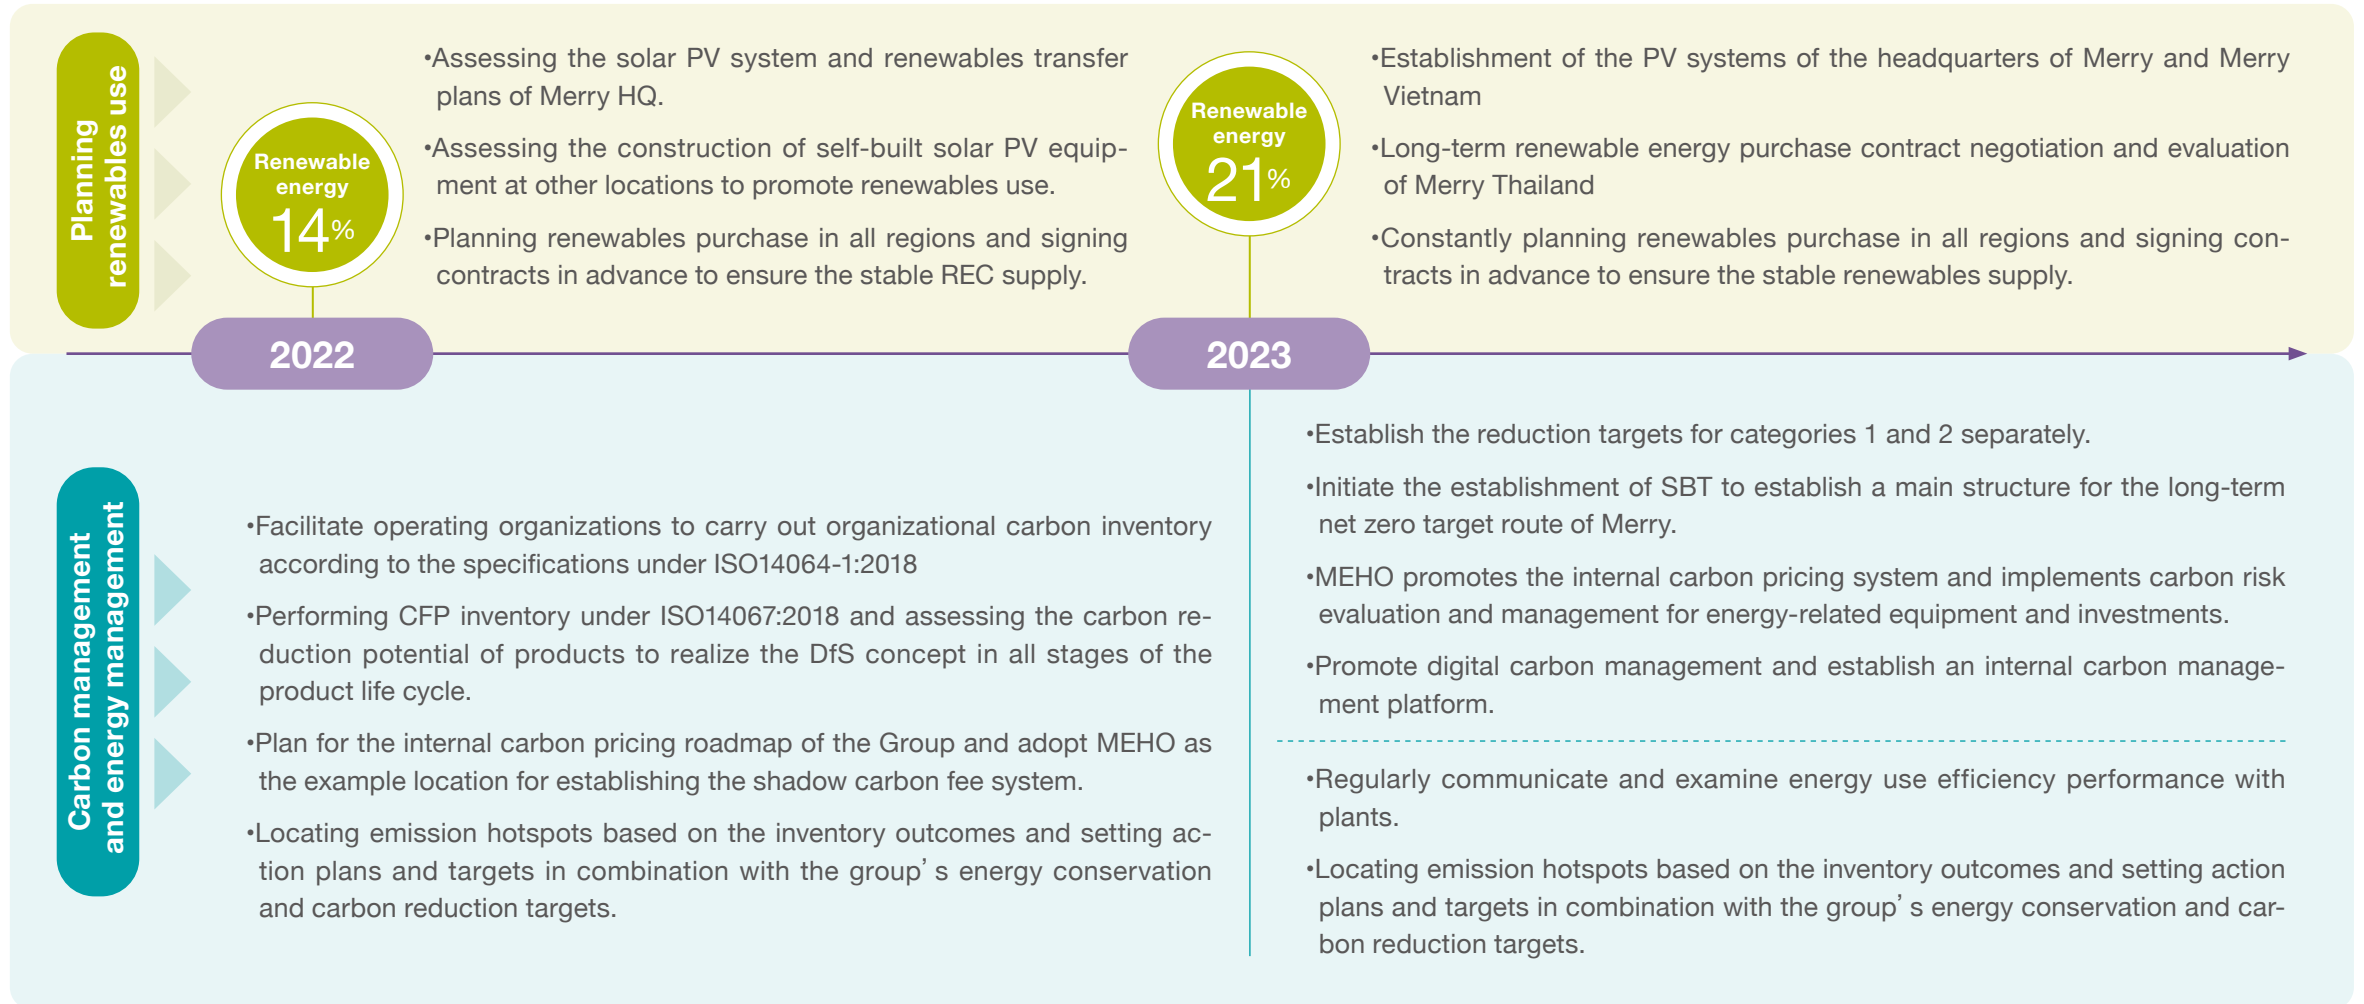 Planning
renewables use
Renewable
energy
14%
•Assessing the solar PV system and renewables transfer
plans of Merry HQ.
•Assessing the construction of self-built solar PV equip-
ment at other locations to promote renewables use.
•Planning renewables purchase in all regions and signing
contracts in advance to ensure the stable REC supply.
Renewable
energy
21%
•Establishment of the PV systems of the headquarters of Merry and Merry
Vietnam
•Long-term renewable energy purchase contract negotiation and evaluation
of Merry Thailand
•Constantly planning renewables purchase in all regions and signing con-
tracts in advance to ensure the stable renewables supply.
2022
2023
Carbon management
and energy management
•Facilitate operating organizations to carry out organizational carbon inventory
according to the specifications under ISO14064-1:2018
•Performing CFP inventory under ISO14067:2018 and assessing the carbon re-
duction potential of products to realize the DfS concept in all stages of the
product life cycle.
•Plan for the internal carbon pricing roadmap of the Group and adopt MEHO as
the example location for establishing the shadow carbon fee system.
•Locating emission hotspots based on the inventory outcomes and setting ac-
tion plans and targets in combination with the group’ s energy conservation
and carbon reduction targets.
•Establish the reduction targets for categories 1 and 2 separately.
•Initiate the establishment of SBT to establish a main structure for the long-term
net zero target route of Merry.
•MEHO promotes the internal carbon pricing system and implements carbon risk
evaluation and management for energy-related equipment and investments.
•Promote digital carbon management and establish an internal carbon manage-
ment platform.
•Regularly communicate and examine energy use efficiency performance with
plants.
•Locating emission hotspots based on the inventory outcomes and setting action
plans and targets in combination with the group’ s energy conservation and car-
bon reduction targets.